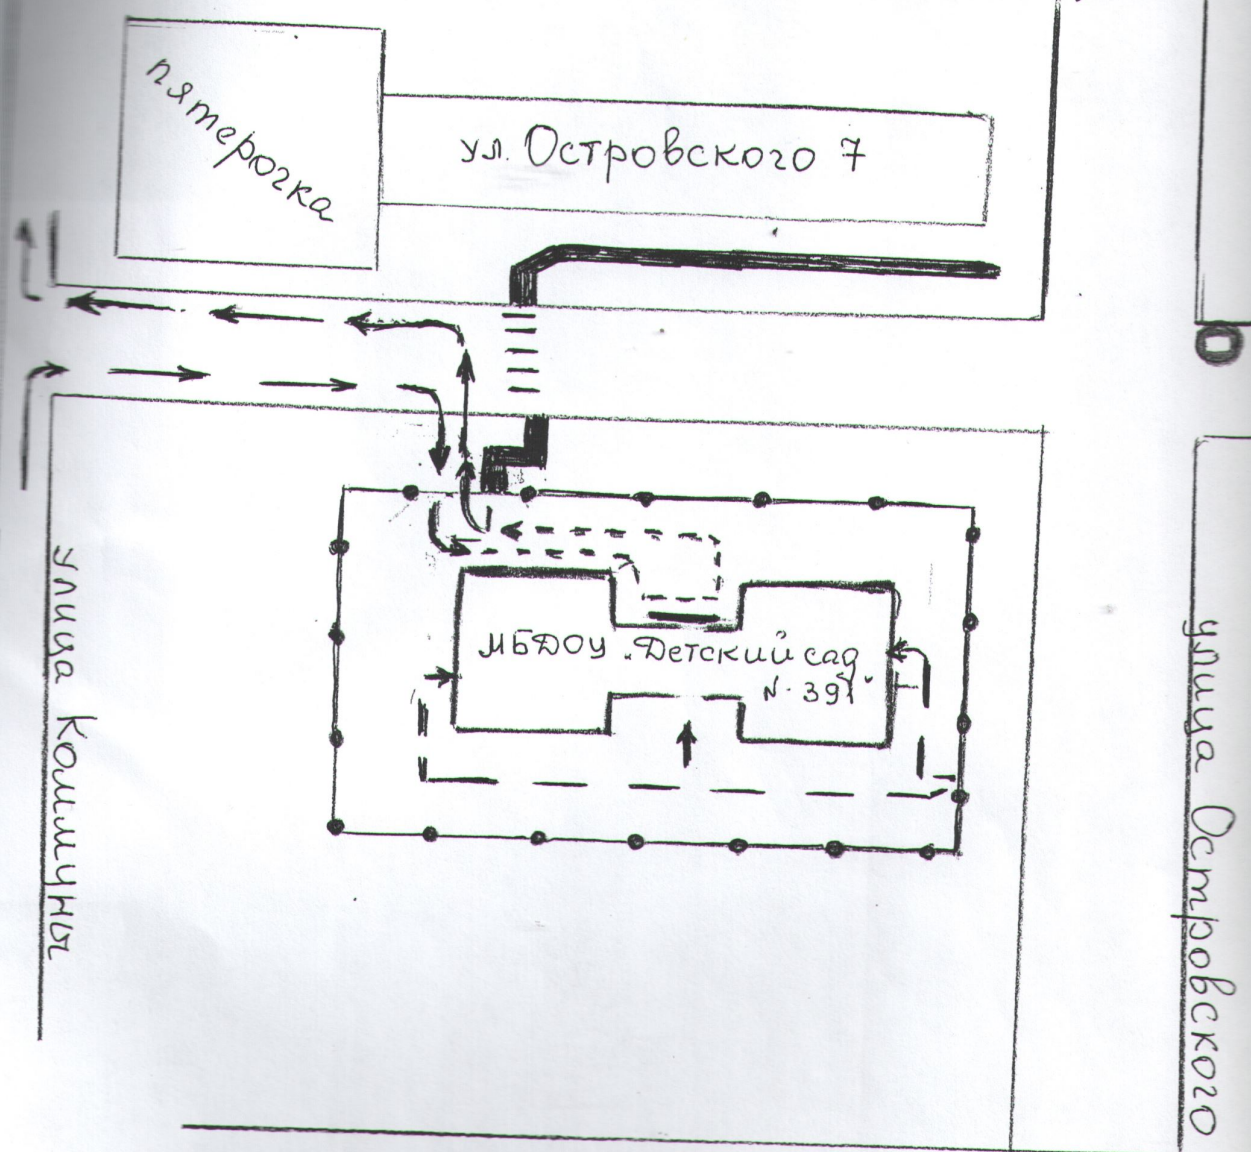 пятерочка
ул. Островского 7
МБДОУ „Детский сад
N. 39"
улица Коммуны
улица Островского